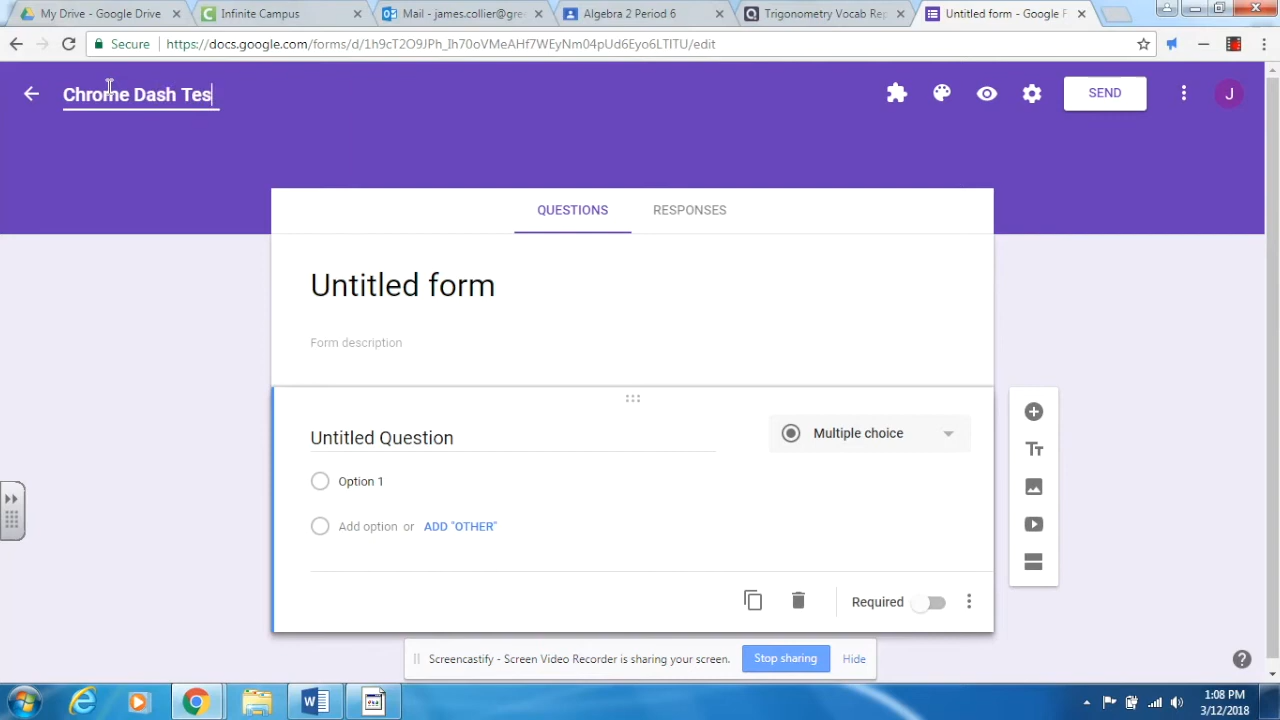 My Drive - Google Drive
Infinite Campus
Mail - james.collier@gre
Algebra 2 Period 6
Trigonometry Vocab Rep
Untitled form - Google F
Secure
https://docs.google.com/forms/d/1h9cT2O9JPh_Ih70oVMeAHf7WEyNm04pUd6Eyo6LTITU/edit
Chrome Dash Tes
SEND
J
QUESTIONS
RESPONSES
Untitled form
Form description
Untitled Question
Multiple choice
Option 1
Add option or ADD "OTHER"
Required
Screencastify - Screen Video Recorder is sharing your screen.
Stop sharing
Hide
1:08 PM
3/12/2018